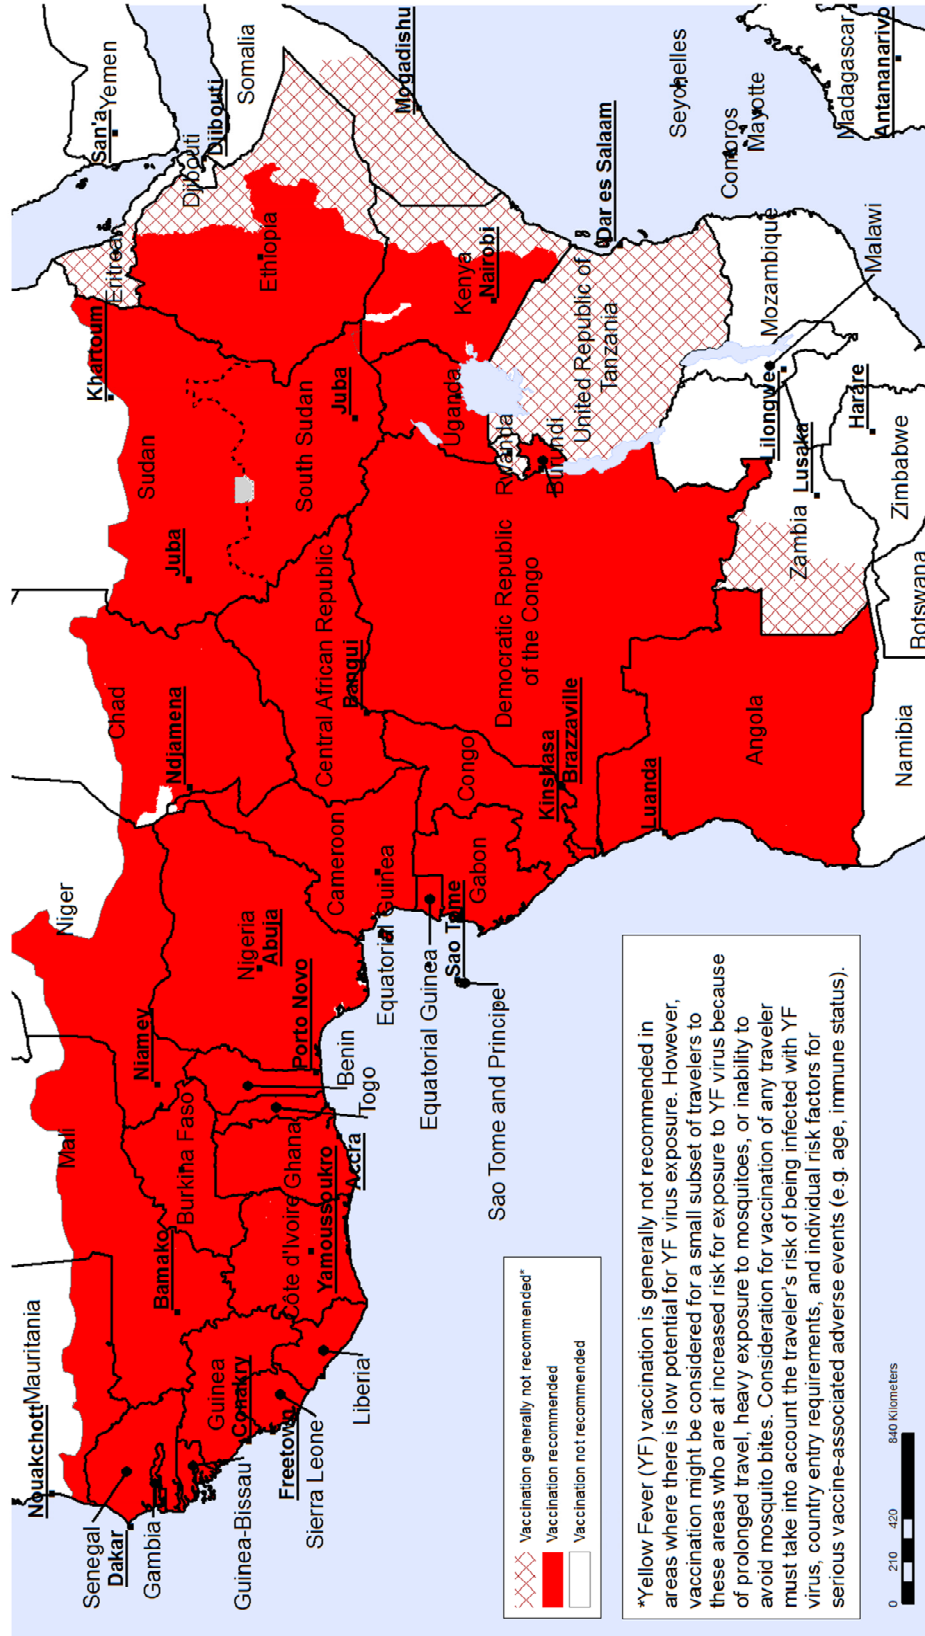 Nouakchott
Mauritania
Mali
Niger
Chad
Sudan
Khartoum
Eritrea
San'a
Yemen
Senegal
Dakar
Gambia
Guinea-Bissau
Guinea
Conakry
Freetown
Sierra Leone
Liberia
Bamako
Burkina Faso
Niamey
Côte d'Ivoire
Yamoussoukro
Ghana
Accra
Togo
Benin
Porto Novo
Nigeria
Abuja
Ndjamena
Juba
South Sudan
Juba
Ethiopia
Djibouti
Djibouti
Somalia
Mogadishu
Cameroon
Central African Republic
Bangui
Equatorial Guinea
Equatorial Guinea
Sao Tome
Sao Tome and Principe
Gabon
Congo
Democratic Republic
of the Congo
Kinshasa
Brazzaville
Uganda
Kenya
Nairobi
Rwanda
Burundi
United Republic of
Tanzania
Dar es Salaam
Seychelles
Comoros
Mayotte
Luanda
Angola
Zambia
Lusaka
Lilongwe
Malawi
Mozambique
Madagascar
Antananarivo
Harare
Zimbabwe
Botswana
Namibia
Vaccination generally not recommended*
Vaccination recommended
Vaccination not recommended
*Yellow Fever (YF) vaccination is generally not recommended in
areas where there is low potential for YF virus exposure. However,
vaccination might be considered for a small subset of travelers to
these areas who are at increased risk for exposure to YF virus because
of prolonged travel, heavy exposure to mosquitoes, or inability to
avoid mosquito bites. Consideration for vaccination of any traveler
must take into account the traveler's risk of being infected with YF
virus, country entry requirements, and individual risk factors for
serious vaccine-associated adverse events (e.g. age, immune status).
0 210 420 840 Kilometers